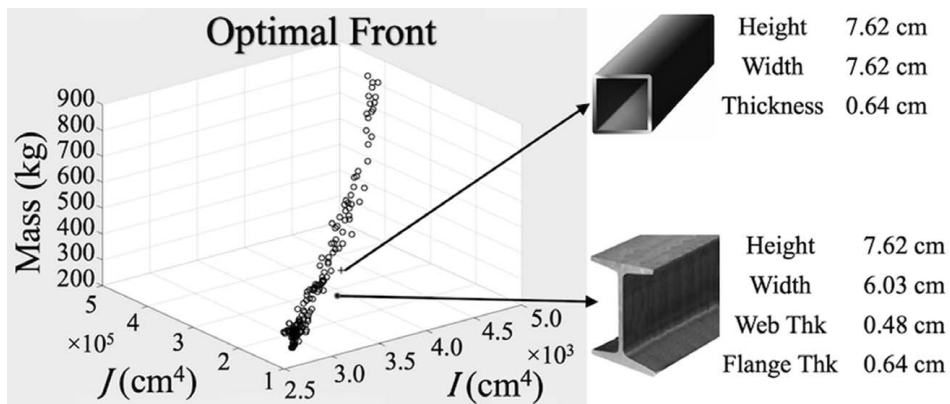 Optimal Front
Mass (kg)
900
800
700
600
500
400
300
200
5
4
3
2
1
×10⁵
J (cm⁴)
2.5
3.0
3.5
4.0
4.5
5.0
×10³
I (cm⁴)
Height 7.62 cm
Width 7.62 cm
Thickness 0.64 cm
Height 7.62 cm
Width 6.03 cm
Web Thk 0.48 cm
Flange Thk 0.64 cm